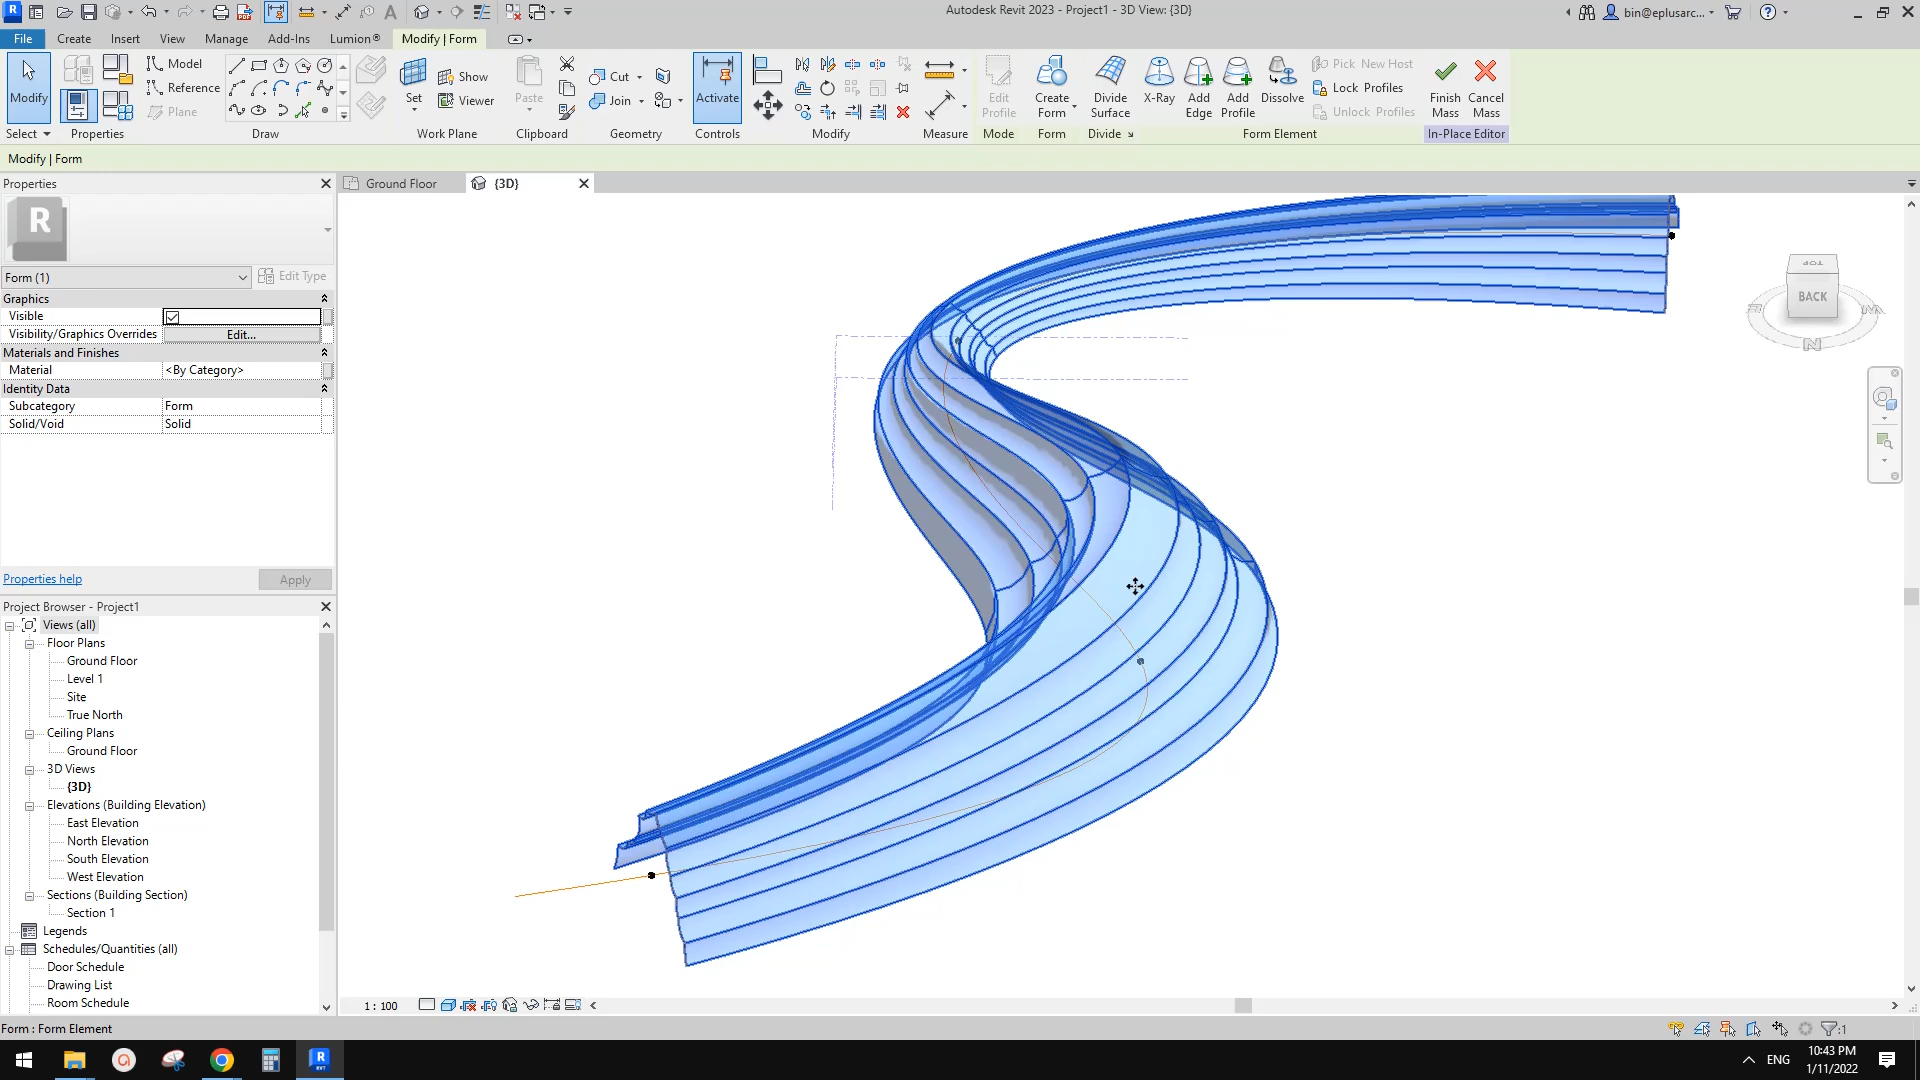 Autodesk Revit 2023 - Project1 - 3D View: {3D}
bin@eplusarc...
File Create Insert View Manage Add-Ins Lumion® Modify | Form
Modify
Select
Properties
Model
Reference
Plane
Draw
Set
Show
Viewer
Work Plane
Paste
Clipboard
Cut
Join
Geometry
Activate
Controls
Modify
Measure
Edit Profile
Mode
Create Form
Form
Divide Surface
Divide
X-Ray
Add Edge
Add Profile
Dissolve
Pick New Host
Lock Profiles
Unlock Profiles
Form Element
Finish Mass
Cancel Mass
In-Place Editor
Modify | Form
Properties
Ground Floor
{3D}
R
Form (1)
Edit Type
Graphics
Visible
Visibility/Graphics Overrides Edit...
Materials and Finishes
Material <By Category>
Identity Data
Subcategory Form
Solid/Void Solid
Properties help
Apply
Project Browser - Project1
Views (all)
Floor Plans
Ground Floor
Level 1
Site
True North
Ceiling Plans
Ground Floor
3D Views
{3D}
Elevations (Building Elevation)
East Elevation
North Elevation
South Elevation
West Elevation
Sections (Building Section)
Section 1
Legends
Schedules/Quantities (all)
Door Schedule
Drawing List
Room Schedule
TOP
BACK
N
1 : 100
Form : Form Element
:1
ENG
10:43 PM
1/11/2022